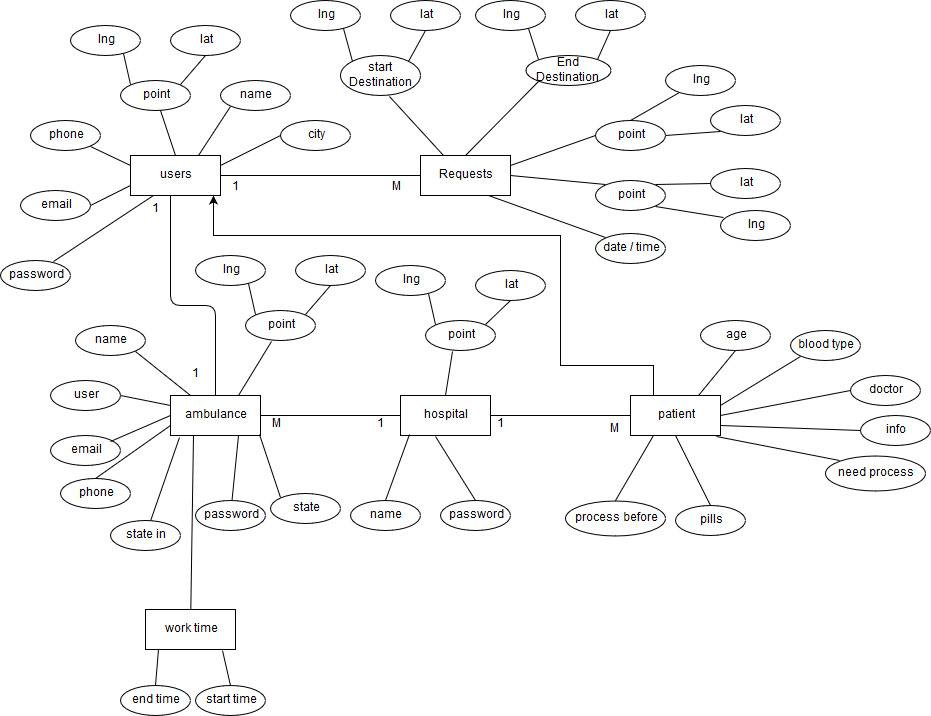 lng
lat
lng
lat
lng
lat
start
Destination
End
Destination
point
name
lng
lat
phone
city
point
users
1
M
Requests
point
lat
lng
email
1
date / time
password
lng
lat
lng
lat
point
point
name
age
blood type
1
user
doctor
ambulance
M
1
hospital
1
M
patient
info
email
need process
phone
state in
password
state
name
password
process before
pills
work time
end time
start time